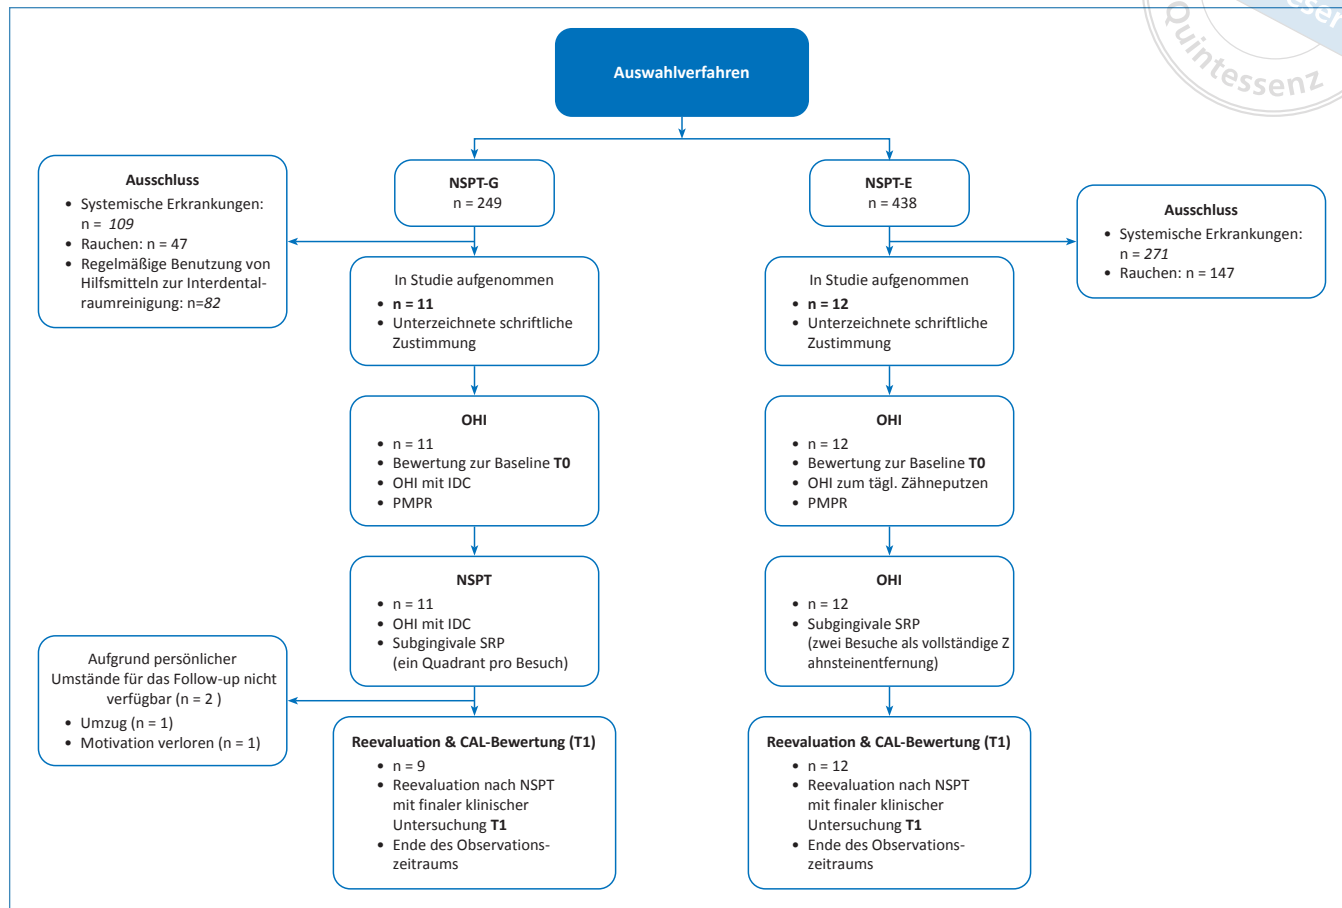 Quintessenz
Auswahlverfahren
NSPT-G
n = 249
NSPT-E
n = 438
Ausschluss
• Systemische Erkrankungen:
n = 109
• Rauchen: n = 47
• Regelmäßige Benutzung von
Hilfsmitteln zur Interdental-
raumreinigung: n=82
Ausschluss
• Systemische Erkrankungen:
n = 271
• Rauchen: n = 147
In Studie aufgenommen
• n = 11
• Unterzeichnete schriftliche
Zustimmung
In Studie aufgenommen
• n = 12
• Unterzeichnete schriftliche
Zustimmung
OHI
• n = 11
• Bewertung zur Baseline T0
• OHI mit IDC
• PMPR
OHI
• n = 12
• Bewertung zur Baseline T0
• OHI zum tägl. Zähneputzen
• PMPR
NSPT
• n = 11
• OHI mit IDC
• Subgingivale SRP
(ein Quadrant pro Besuch)
OHI
• n = 12
• Subgingivale SRP
(zwei Besuche als vollständige Z
ahnsteinentfernung)
Aufgrund persönlicher
Umstände für das Follow-up nicht
verfügbar (n = 2 )
• Umzug (n = 1)
• Motivation verloren (n = 1)
Reevaluation & CAL-Bewertung (T1)
• n = 9
• Reevaluation nach NSPT
mit finaler klinischer
Untersuchung T1
• Ende des Observations-
zeitraums
Reevaluation & CAL-Bewertung (T1)
• n = 12
• Reevaluation nach NSPT
mit finaler klinischer
Untersuchung T1
• Ende des Observations-
zeitraums